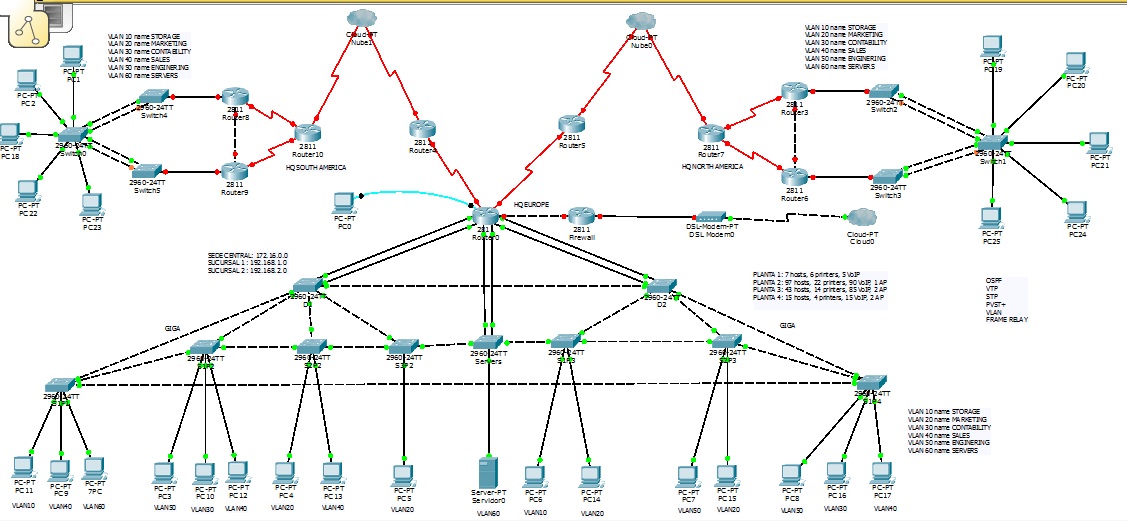 VLAN 10 name STORAGE
VLAN 20 name MARKETING
VLAN 30 name CONTABILITY
VLAN 40 name SALES
VLAN 50 name ENGINERING
VLAN 60 name SERVERS
Cloud-PT
Nube1
Cloud-PT
Nube0
VLAN 10 name STORAGE
VLAN 20 name MARKETING
VLAN 30 name CONTABILITY
VLAN 40 name SALES
VLAN 50 name ENGINERING
VLAN 60 name SERVERS
PC-PT
PC1
PC-PT
PC2
PC-PT
PC18
PC-PT
PC22
PC-PT
PC23
2960-24TT
Switch0
2960-24TT
Switch4
2960-24TT
Switch5
2811
Router8
2811
Router9
2811
Router10
HQ SOUTH AMERICA
2811
Router4
2811
Router5
2811
Router7
HQ NORTH AMERICA
2811
Router3
2811
Router6
2960-24TT
Switch2
2960-24TT
Switch3
2960-24TT
Switch1
PC-PT
PC19
PC-PT
PC20
PC-PT
PC21
PC-PT
PC24
PC-PT
PC25
PC-PT
PC0
HQ EUROPE
2811
Router0
2811
Firewall
DSL-Modem-PT
DSL Modem0
Cloud-PT
Cloud0
SEDE CENTRAL: 172.16.0.0
SUCURSAL 1 : 192.168.1.0
SUCURSAL 2 : 192.168.2.0
PLANTA 1: 7 hosts, 6 printers, 5 VoIP
PLANTA 2: 97 hosts, 22 printers, 90 VoIP, 1 AP
PLANTA 3: 43 hosts, 14 printers, 85 VoIP, 2 AP
PLANTA 4: 15 hosts, 4 printers, 15 VoIP, 2 AP
OSPF
VTP
STP
PVST+
VLAN
FRAME RELAY
2960-24TT
D1
2960-24TT
D2
GIGA
GIGA
2960-24TT
2960-24TT
2960-24TT
S3P2
2960-24TT
Servers
2960-24TT
2960-24TT
2960-24TT
2960-24TT
VLAN 10 name STORAGE
VLAN 20 name MARKETING
VLAN 30 name CONTABILITY
VLAN 40 name SALES
VLAN 50 name ENGINERING
VLAN 60 name SERVERS
PC-PT
PC11
VLAN10
PC-PT
PC9
VLAN40
PC-PT
7PC
VLAN60
PC-PT
PC3
VLAN50
PC-PT
PC10
VLAN30
PC-PT
PC12
VLAN40
PC-PT
PC4
VLAN20
PC-PT
PC13
VLAN40
PC-PT
PC5
VLAN20
Server-PT
Servidor0
VLAN60
PC-PT
PC6
VLAN10
PC-PT
PC14
VLAN20
PC-PT
PC7
VLAN50
PC-PT
PC15
VLAN20
PC-PT
PC8
VLAN50
PC-PT
PC16
VLAN30
PC-PT
PC17
VLAN40